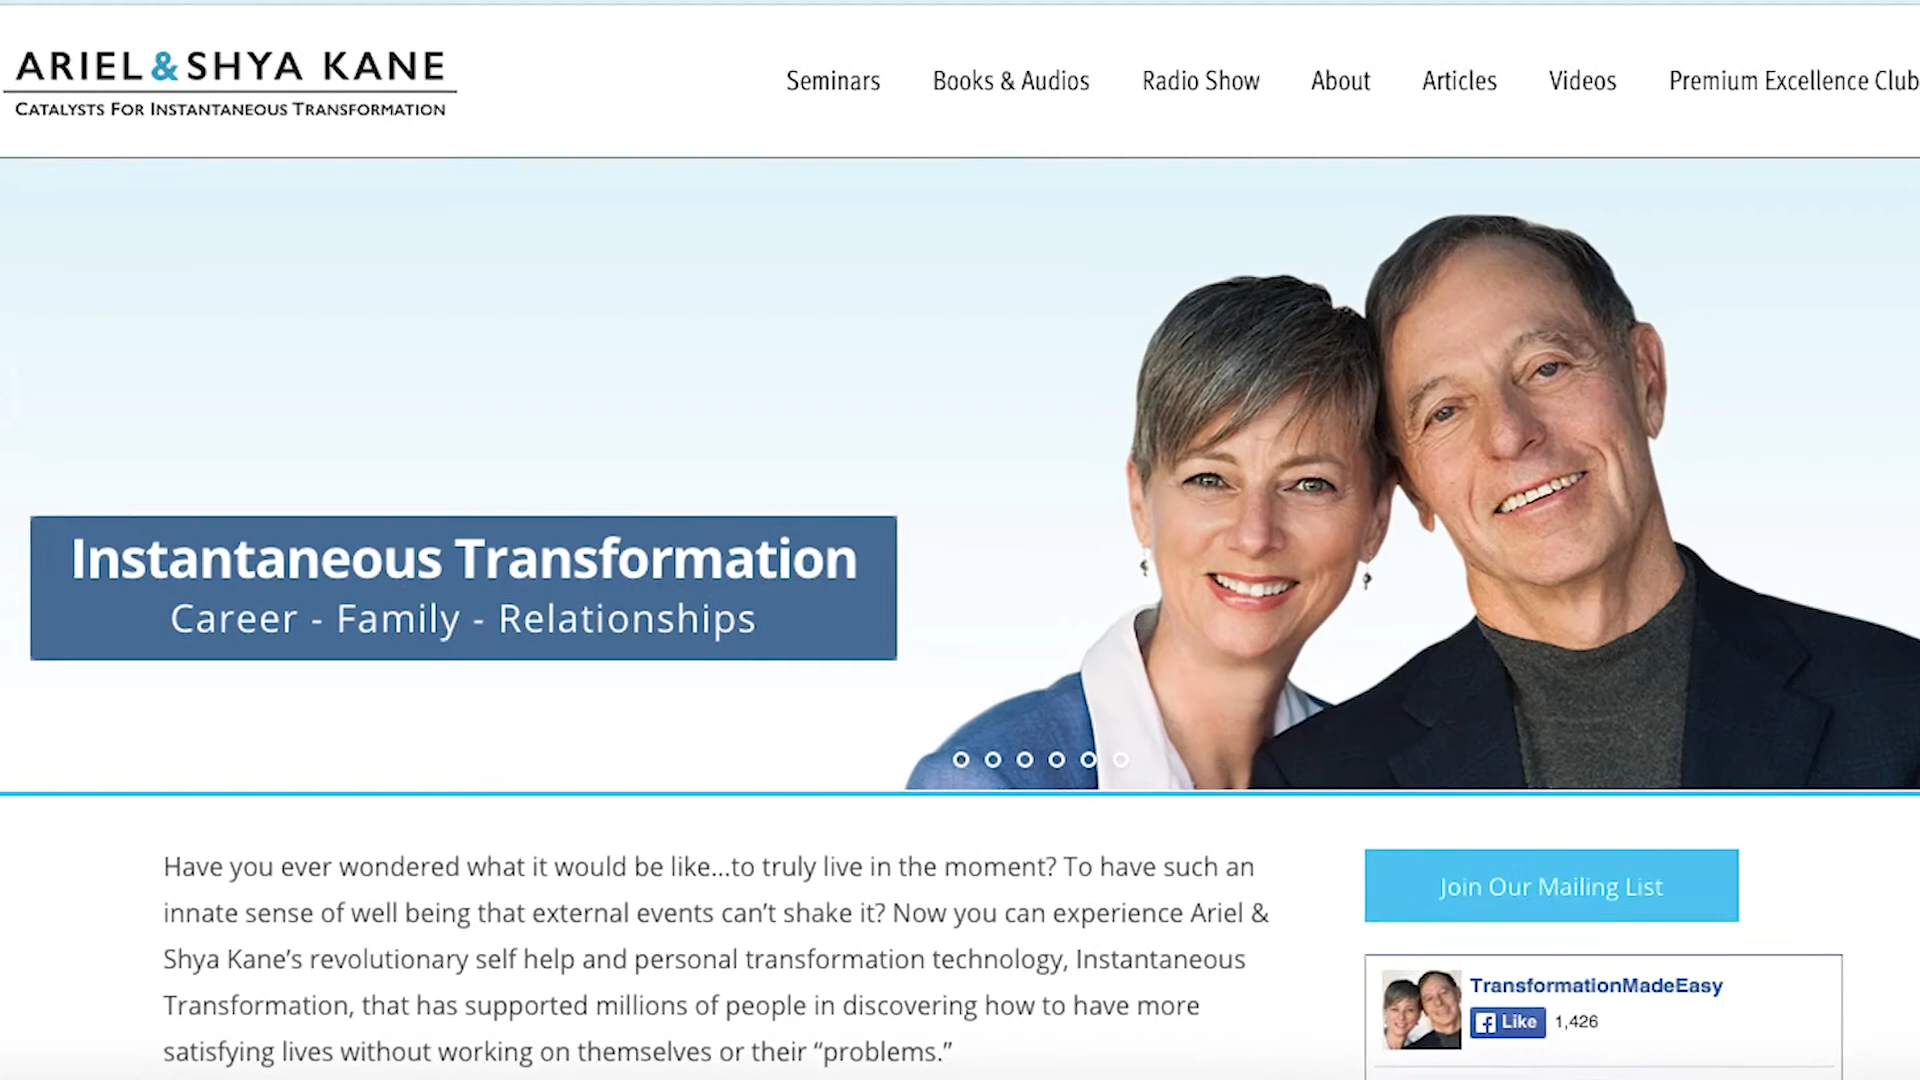 ARIEL & SHYA KANE
CATALYSTS FOR INSTANTANEOUS TRANSFORMATION
Seminars
Books & Audios
Radio Show
About
Articles
Videos
Premium Excellence Club
Instantaneous Transformation
Career - Family - Relationships
Have you ever wondered what it would be like...to truly live in the moment? To have such an
innate sense of well being that external events can’t shake it? Now you can experience Ariel &
Shya Kane’s revolutionary self help and personal transformation technology, Instantaneous
Transformation, that has supported millions of people in discovering how to have more
satisfying lives without working on themselves or their “problems.”
Join Our Mailing List
TransformationMadeEasy
Like 1,426